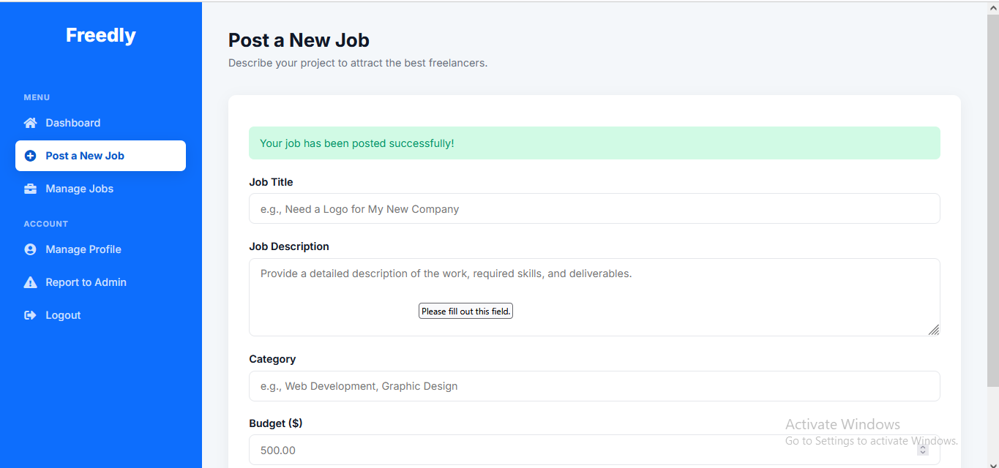 Freedly
MENU
Dashboard
Post a New Job
Manage Jobs
ACCOUNT
Manage Profile
Report to Admin
Logout
Post a New Job
Describe your project to attract the best freelancers.
Your job has been posted successfully!
Job Title
e.g., Need a Logo for My New Company
Job Description
Provide a detailed description of the work, required skills, and deliverables.
Please fill out this field.
Category
e.g., Web Development, Graphic Design
Budget ($)
500.00
Activate Windows
Go to Settings to activate Windows.